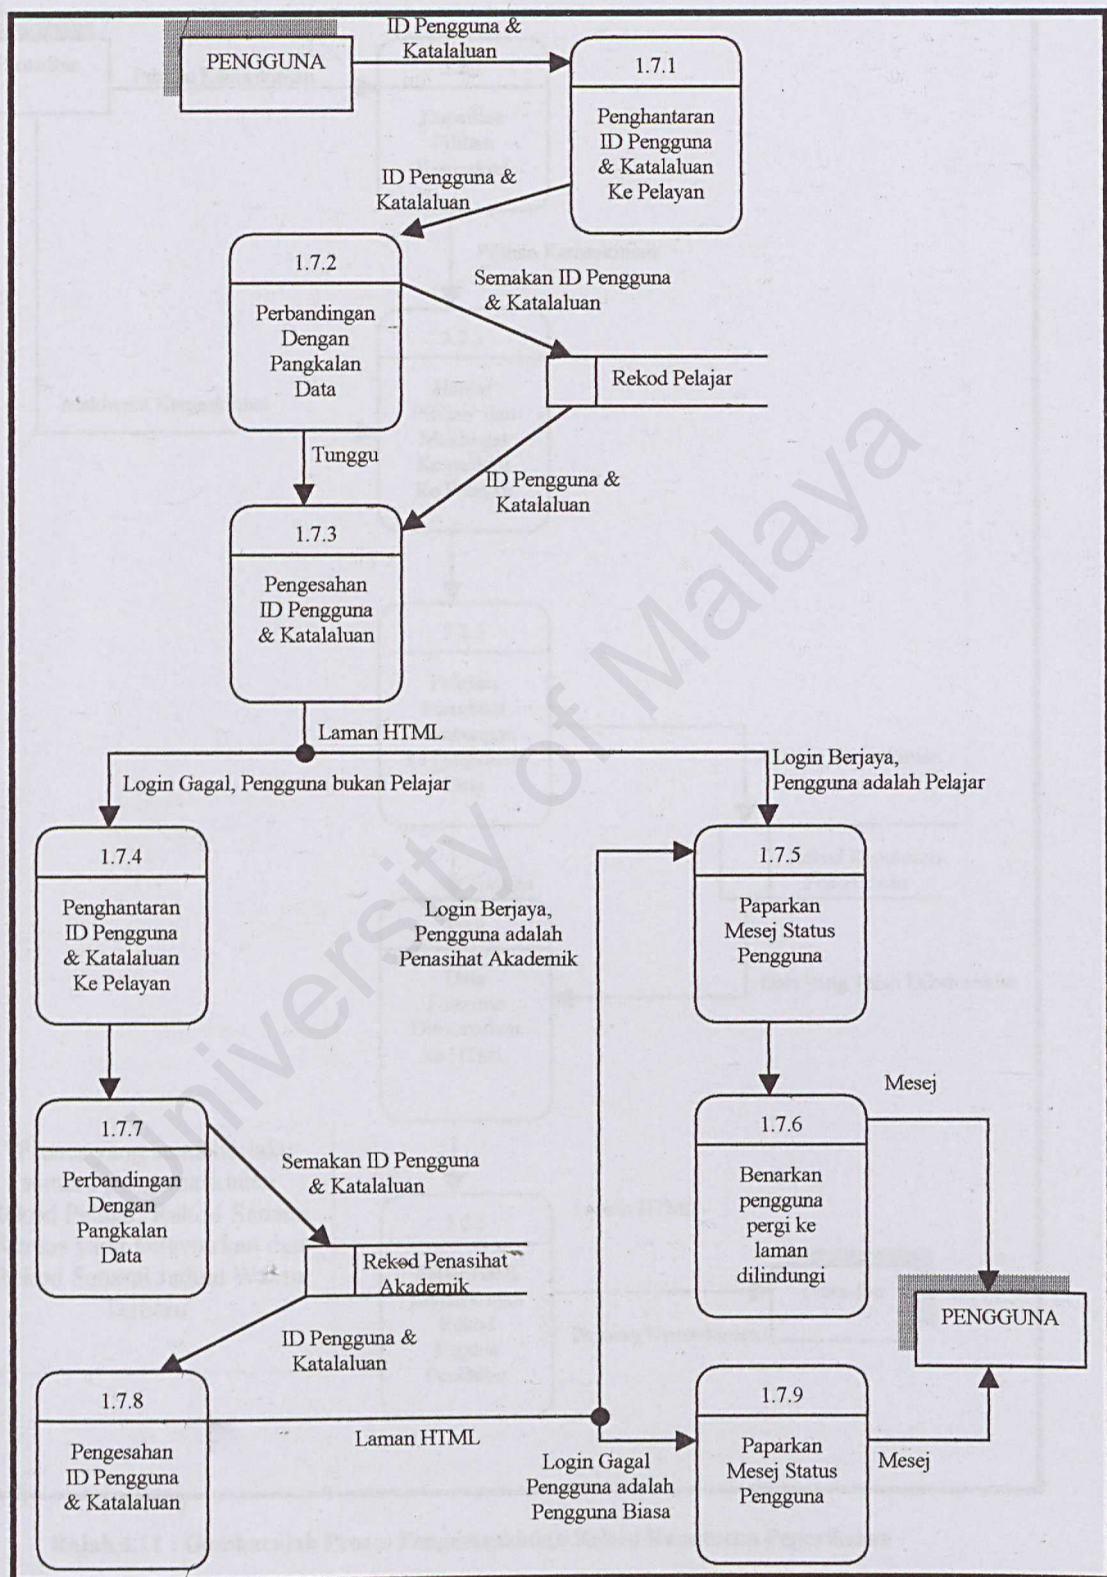 ID Pengguna &
Katalaluan
PENGGUNA
1.7.1
Penghantaran
ID Pengguna
& Katalaluan
Ke Pelayan
ID Pengguna &
Katalaluan
1.7.2
Perbandingan
Dengan
Pangkalan
Data
Semakan ID Pengguna
& Katalaluan
Rekod Pelajar
Tunggu
ID Pengguna &
Katalaluan
1.7.3
Pengesahan
ID Pengguna
& Katalaluan
Laman HTML
Login Gagal, Pengguna bukan Pelajar
Login Berjaya,
Pengguna adalah Pelajar
1.7.4
Penghantaran
ID Pengguna
& Katalaluan
Ke Pelayan
Login Berjaya,
Pengguna adalah
Penasihat Akademik
1.7.5
Paparkan
Mesej Status
Pengguna
1.7.7
Perbandingan
Dengan
Pangkalan
Data
Semakan ID Pengguna
& Katalaluan
Rekod Penasihat
Akademik
ID Pengguna &
Katalaluan
1.7.6
Benarkan
pengguna
pergi ke
laman
dilindungi
Mesej
PENGGUNA
1.7.8
Pengesahan
ID Pengguna
& Katalaluan
Laman HTML
Login Gagal
Pengguna adalah
Pengguna Biasa
1.7.9
Paparkan
Mesej Status
Pengguna
Mesej
University of Malaya